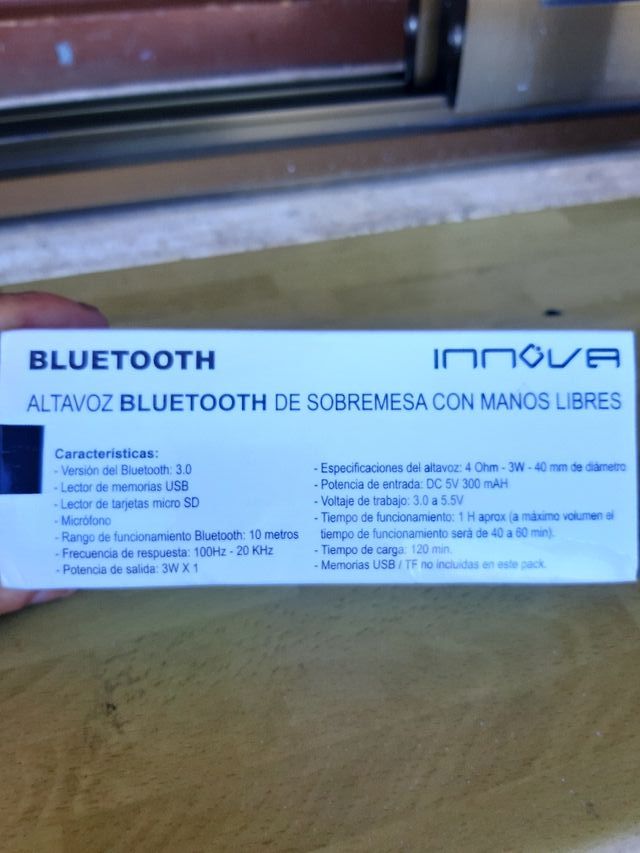 BLUETOOTH
INNOVA
ALTAVOZ BLUETOOTH DE SOBREMESA CON MANOS LIBRES
Características:
- Versión del Bluetooth: 3.0
- Lector de memorias USB
- Lector de tarjetas micro SD
- Micrófono
- Rango de funcionamiento Bluetooth: 10 metros
- Frecuencia de respuesta: 100Hz - 20 KHz
- Potencia de salida: 3W X 1
- Especificaciones del altavoz: 4 Ohm - 3W - 40 mm de diámetro
- Potencia de entrada: DC 5V 300 mAH
- Voltaje de trabajo: 3.0 a 5.5V
- Tiempo de funcionamiento: 1 H aprox (a máximo volumen el
tiempo de funcionamiento será de 40 a 60 min).
- Tiempo de carga: 120 min.
- Memorias USB / TF no incluidas en este pack.